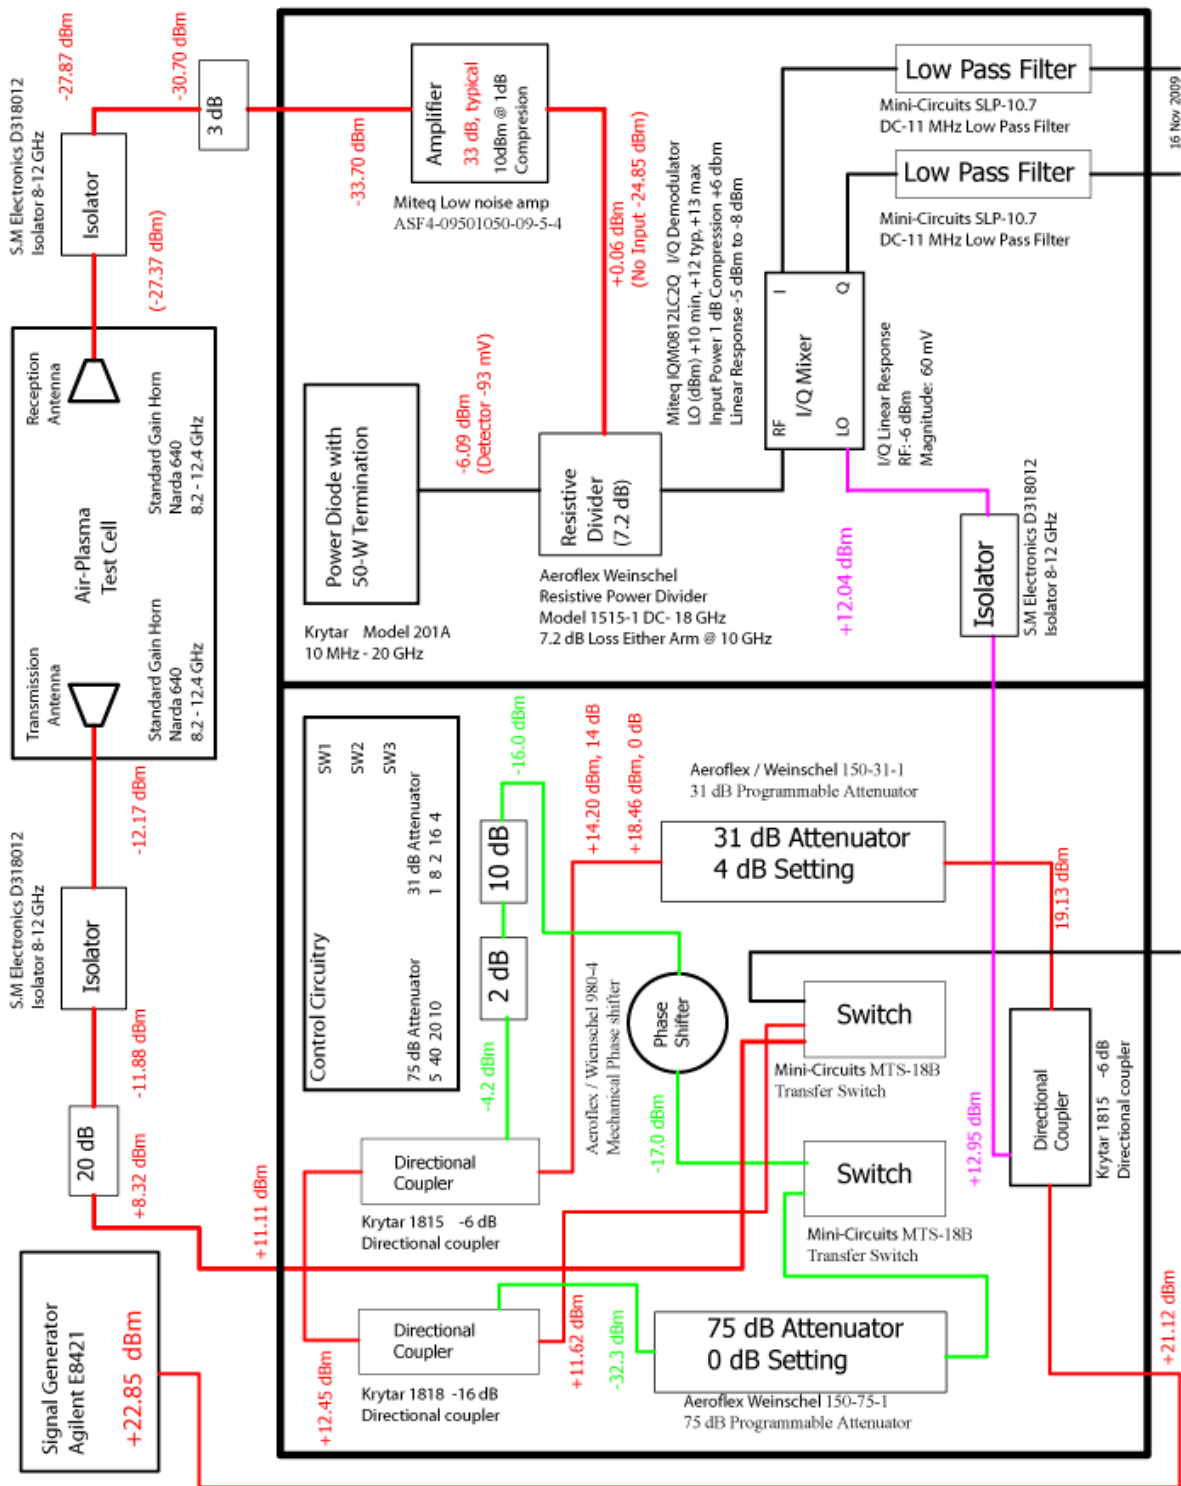 S.M Electronics D318012
Isolator 8-12 GHz
-27.87 dBm
-30.70 dBm
Isolator
3 dB
(-27.37 dBm)
-33.70 dBm
Amplifier
33 dB, typical
10dBm @ 1dB
Compresion
Miteq Low noise amp
ASF4-09501050-09-5-4
+0.06 dBm
(No Input -24.85 dBm)
Low Pass Filter
Mini-Circuits SLP-10.7
DC-11 MHz Low Pass Filter
Low Pass Filter
Mini-Circuits SLP-10.7
DC-11 MHz Low Pass Filter
16 Nov 2009
Reception
Antenna
Standard Gain Horn
Narda 640
8.2 - 12.4 GHz
Air-Plasma
Test Cell
Transmission
Antenna
Standard Gain Horn
Narda 640
8.2 - 12.4 GHz
Power Diode with
50-W Termination
Krytar Model 201A
10 MHz - 20 GHz
-6.09 dBm
(Detector -93 mV)
Resistive
Divider
(7.2 dB)
Aeroflex Weinschel
Resistive Power Divider
Model 1515-1 DC- 18 GHz
7.2 dB Loss Either Arm @ 10 GHz
Miteq IQM0812LC2Q I/Q Demodulator
LO (dBm) +10 min, +12 typ, +13 max
Input Power 1 dB Compression +6 dbm
Linear Response -5 dBm to -8 dBm
I
Q
I/Q Mixer
RF
LO
I/Q Linear Response
RF: -6 dBm
Magnitude: 60 mV
+12.04 dBm
Isolator
S.M Electronics D318012
Isolator 8-12 GHz
-12.17 dBm
S.M Electronics D318012
Isolator 8-12 GHz
Isolator
-11.88 dBm
20 dB
+8.32 dBm
+11.11 dBm
Signal Generator
Agilent E8421
+22.85 dBm
Control Circuitry
SW1
SW2
SW3
31 dB Attenuator
1 8 2 16 4
75 dB Attenuator
5 40 20 10
-16.0 dBm
10 dB
2 dB
-4.2 dBm
+14.20 dBm, 14 dB
+18.46 dBm, 0 dB
Aeroflex / Weinschel 150-31-1
31 dB Programmable Attenuator
31 dB Attenuator
4 dB Setting
19.13 dBm
Aeroflex / Wienschel 980-4
Mechanical Phase shifter
Phase
Shifter
-17.0 dBm
Switch
Mini-Circuits MTS-18B
Transfer Switch
Switch
Mini-Circuits MTS-18B
Transfer Switch
+12.95 dBm
Directional
Coupler
Krytar 1815 -6 dB
Directional coupler
Directional
Coupler
Krytar 1815 -6 dB
Directional coupler
Directional
Coupler
Krytar 1818 -16 dB
Directional coupler
+12.45 dBm
+11.62 dBm
-32.3 dBm
75 dB Attenuator
0 dB Setting
Aeroflex Weinschel 150-75-1
75 dB Programmable Attenuator
+21.12 dBm